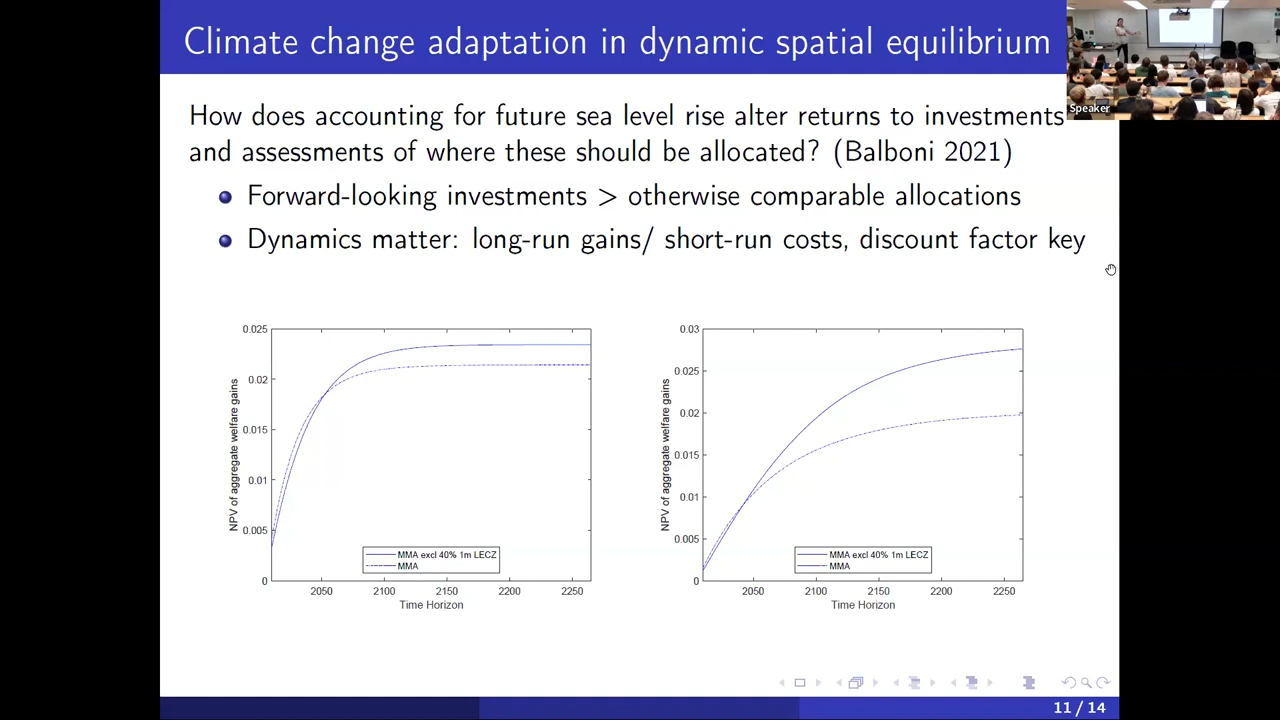 Climate change adaptation in dynamic spatial equilibrium
Speaker
How does accounting for future sea level rise alter returns to investments
and assessments of where these should be allocated? (Balboni 2021)
Forward-looking investments > otherwise comparable allocations
Dynamics matter: long-run gains/ short-run costs, discount factor key
NPV of aggregate welfare gains
0.025
0.02
0.015
0.01
0.005
0
2050 2100 2150 2200 2250
Time Horizon
MMA excl 40% 1m LECZ
MMA
NPV of aggregate welfare gains
0.03
0.025
0.02
0.015
0.01
0.005
0
2050 2100 2150 2200 2250
Time Horizon
MMA excl 40% 1m LECZ
MMA
11 / 14